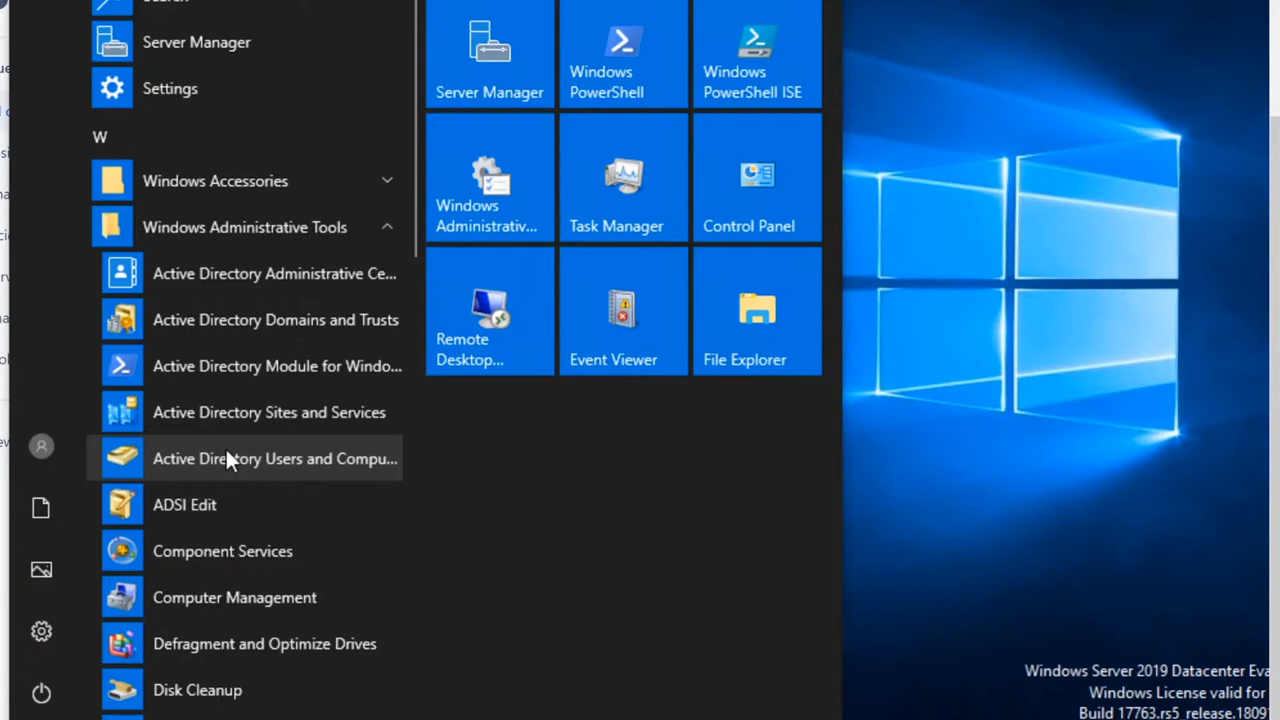 Search
Server Manager
Settings
W
Windows Accessories
Windows Administrative Tools
Active Directory Administrative Ce...
Active Directory Domains and Trusts
Active Directory Module for Windo...
Active Directory Sites and Services
Active Directory Users and Compu...
ADSI Edit
Component Services
Computer Management
Defragment and Optimize Drives
Disk Cleanup
Server Manager
Windows
PowerShell
Windows
PowerShell ISE
Windows
Administrativ...
Task Manager
Control Panel
Remote
Desktop...
Event Viewer
File Explorer
Windows Server 2019 Datacenter Eva
Windows License valid for
Build 17763.rs5_release.1809